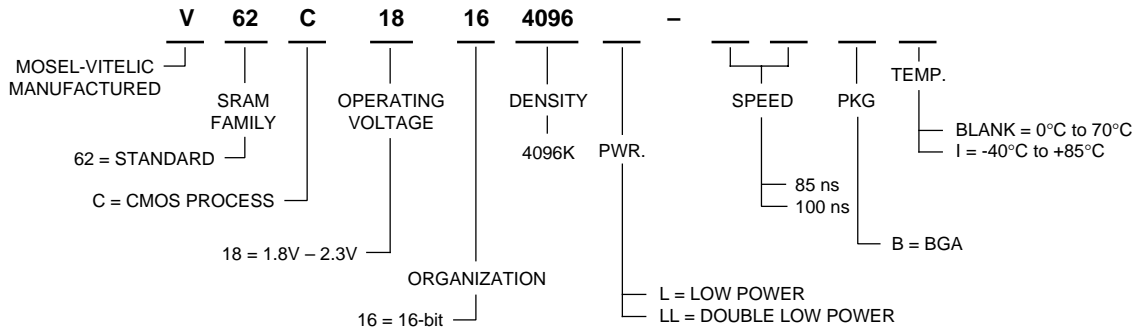 V 62 C 18 16 4096 –
MOSEL-VITELIC
MANUFACTURED
SRAM
FAMILY
62 = STANDARD
C = CMOS PROCESS
OPERATING
VOLTAGE
18 = 1.8V – 2.3V
ORGANIZATION
16 = 16-bit
DENSITY
4096K
PWR.
L = LOW POWER
LL = DOUBLE LOW POWER
SPEED
85 ns
100 ns
PKG
B = BGA
TEMP.
BLANK = 0°C to 70°C
I = -40°C to +85°C